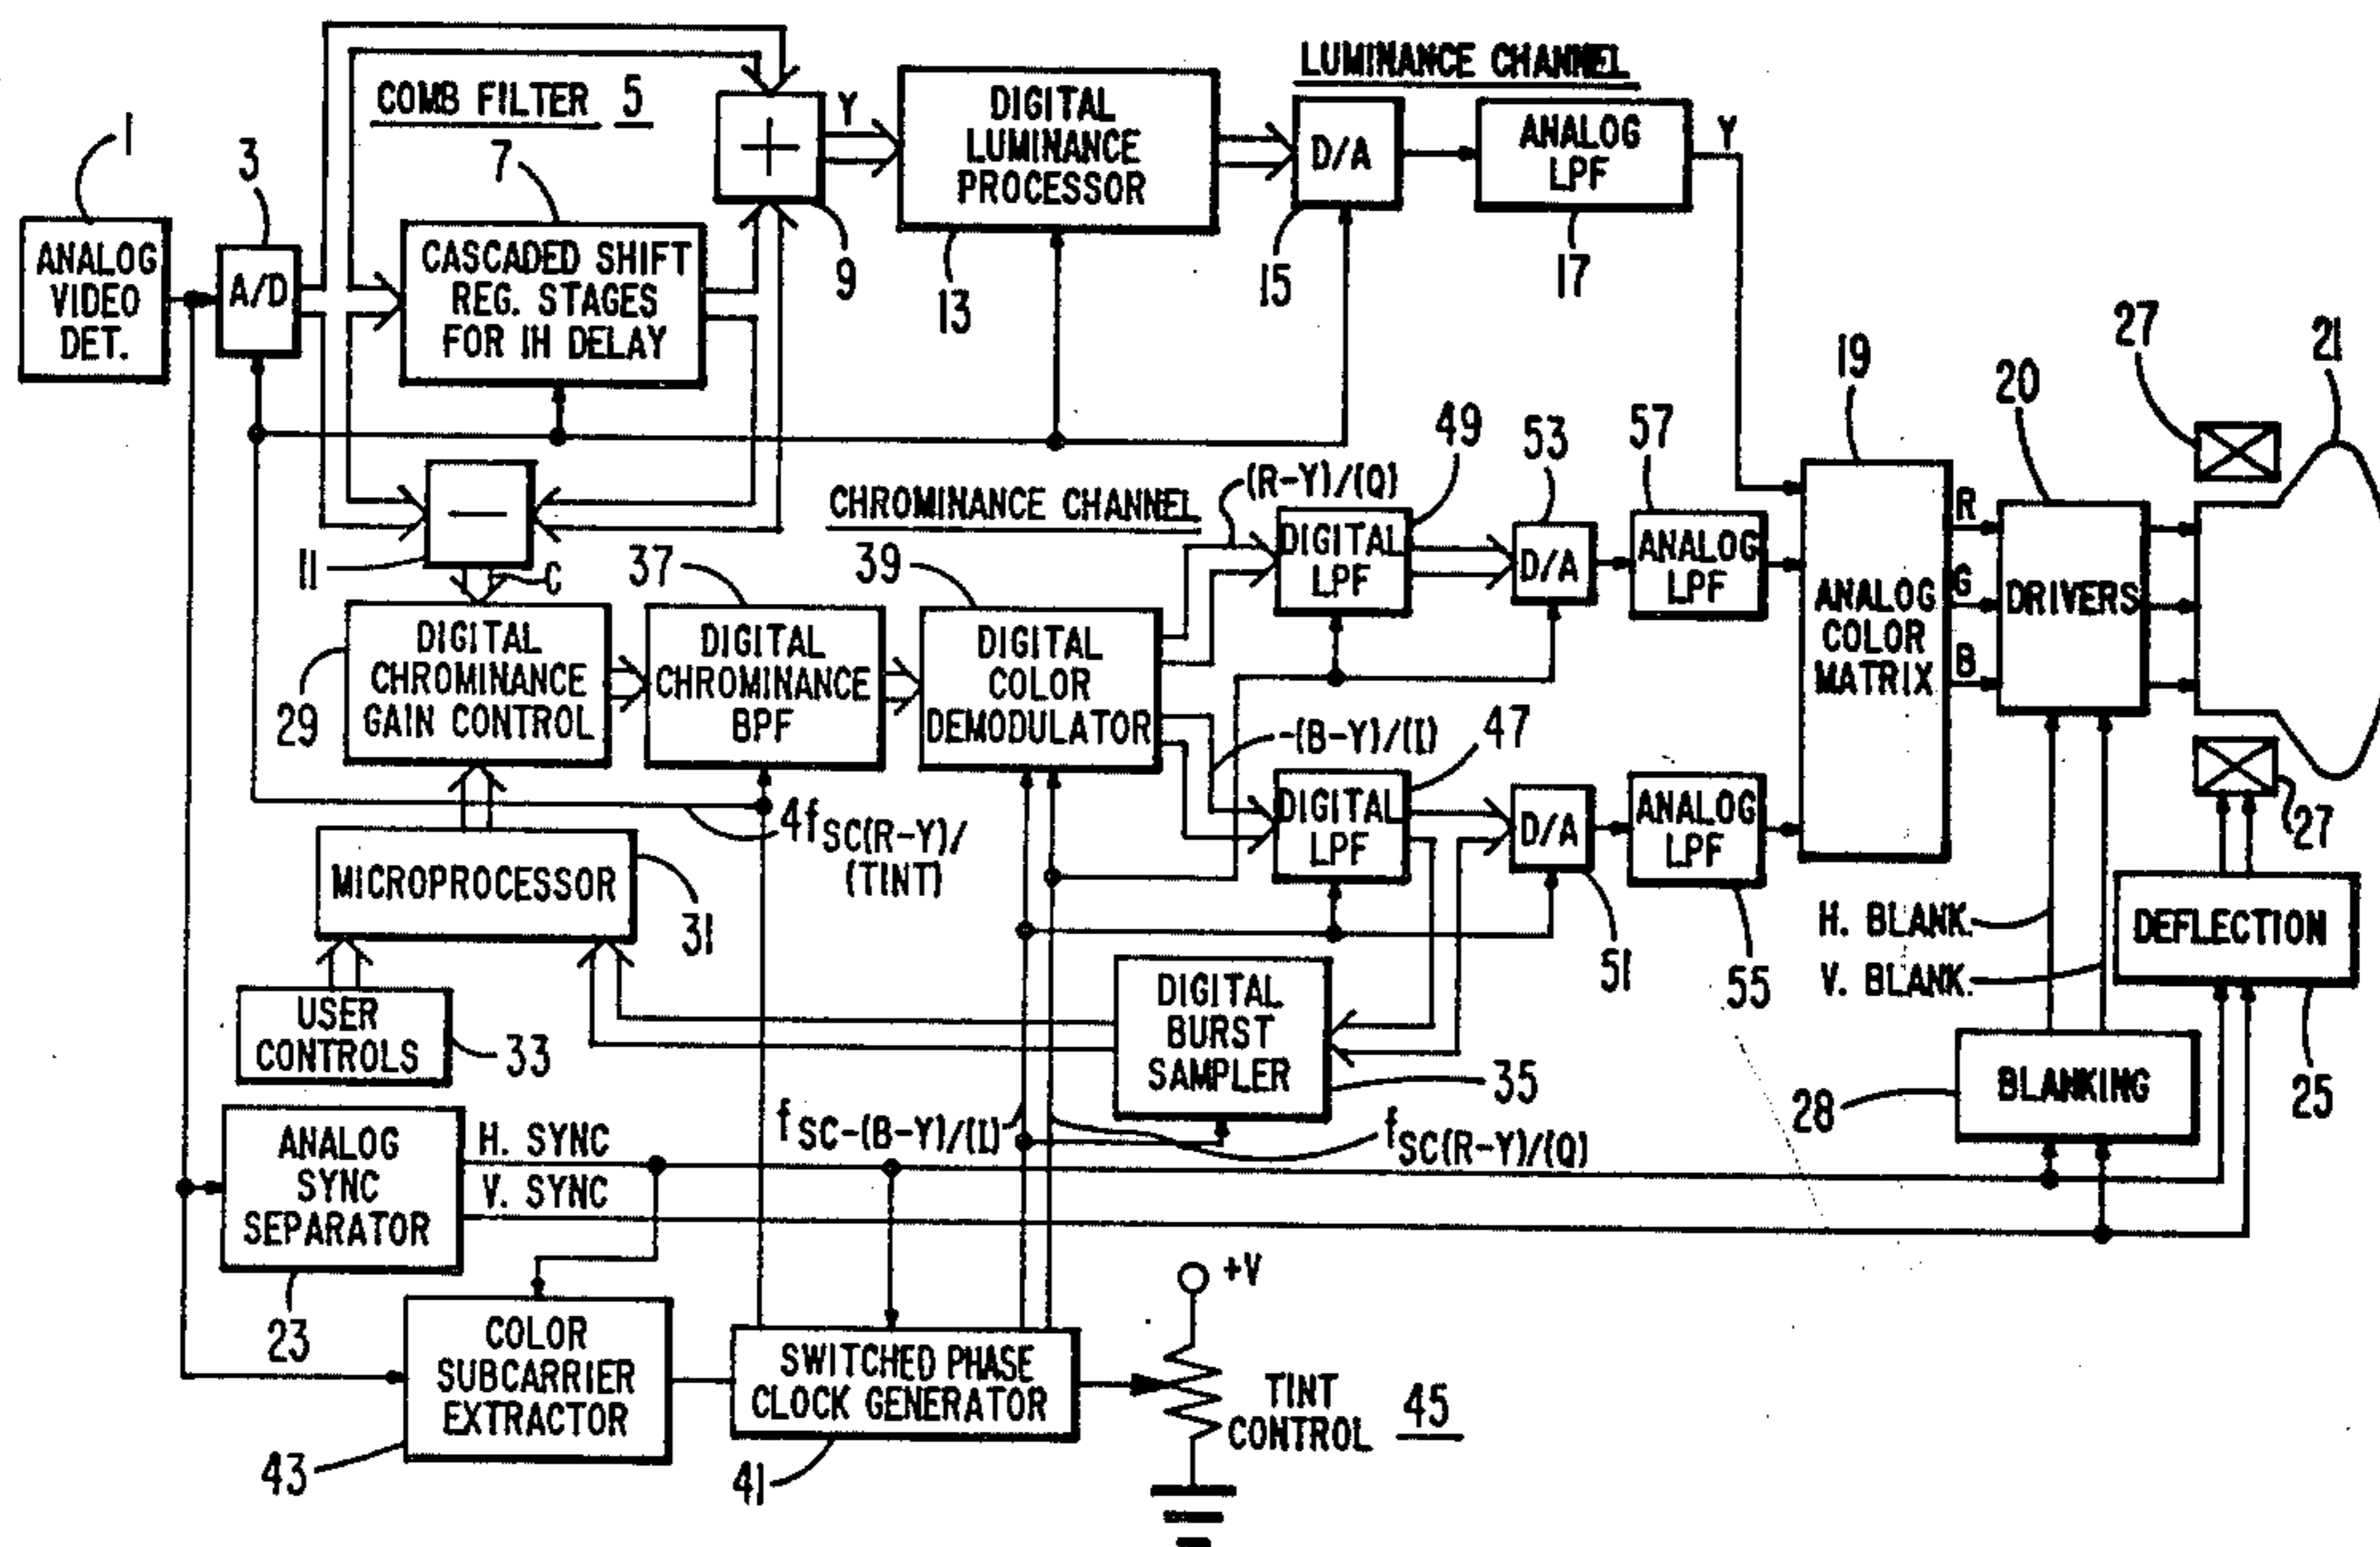 LUMINANCE CHANNEL
COMB FILTER 5
1
3
7
Y
9
ANALOG
VIDEO
DET.
A/D
CASCADED SHIFT
REG. STAGES
FOR 1H DELAY
+
DIGITAL
LUMINANCE
PROCESSOR
13
D/A
15
ANALOG
LPF
17
Y
11
—
C
CHROMINANCE CHANNEL
(R-Y)/(Q)
49
53
57
19
20
27
21
DIGITAL
LPF
D/A
ANALOG
LPF
37
39
29
DIGITAL
CHROMINANCE
GAIN CONTROL
DIGITAL
CHROMINANCE
BPF
DIGITAL
COLOR
DEMODULATOR
ANALOG
COLOR
MATRIX
R
G
B
DRIVERS
-(B-Y)/(I)
47
DIGITAL
LPF
D/A
51
ANALOG
LPF
55
27
4fSC(R-Y)/
(TINT)
MICROPROCESSOR
31
H. BLANK.
V. BLANK.
DEFLECTION
25
USER
CONTROLS
33
DIGITAL
BURST
SAMPLER
35
28
BLANKING
fSC-(B-Y)/(I)
fSC(R-Y)/(Q)
ANALOG
SYNC
SEPARATOR
23
H. SYNC
V. SYNC
COLOR
SUBCARRIER
EXTRACTOR
43
SWITCHED PHASE
CLOCK GENERATOR
41
+V
TINT
CONTROL 45